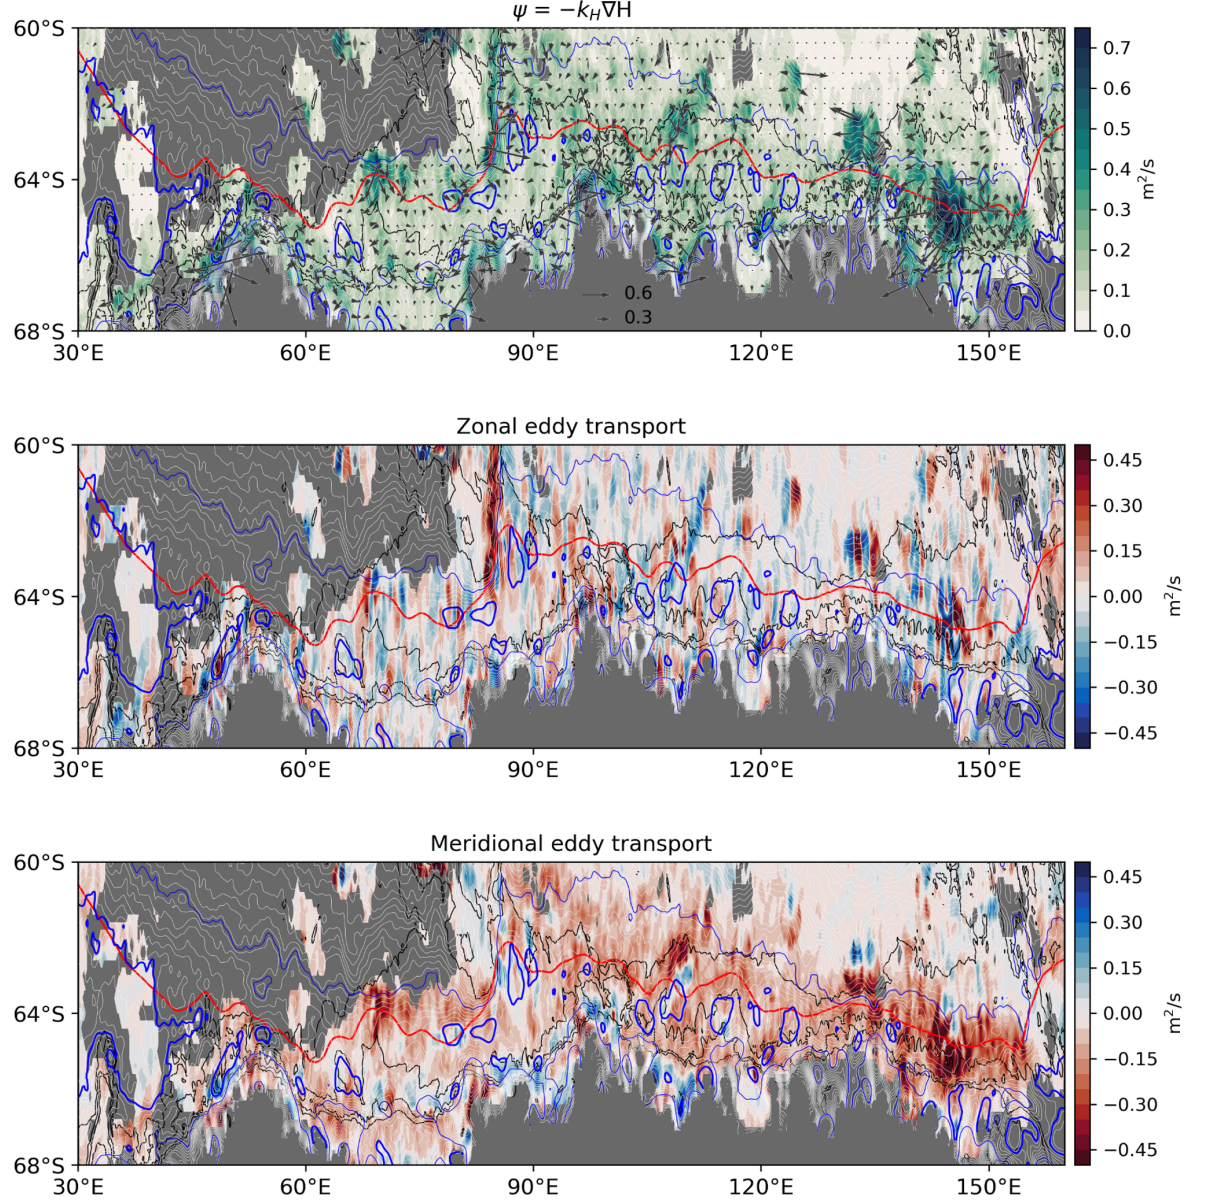 ψ = −k_H∇H
60°S
64°S
68°S
30°E
60°E
90°E
120°E
150°E
0.6
0.3
0.7
0.6
0.5
0.4
0.3
0.2
0.1
0.0
m²/s
Zonal eddy transport
60°S
64°S
68°S
30°E
60°E
90°E
120°E
150°E
0.45
0.30
0.15
0.00
−0.15
−0.30
−0.45
m²/s
Meridional eddy transport
60°S
64°S
68°S
30°E
60°E
90°E
120°E
150°E
0.45
0.30
0.15
0.00
−0.15
−0.30
−0.45
m²/s